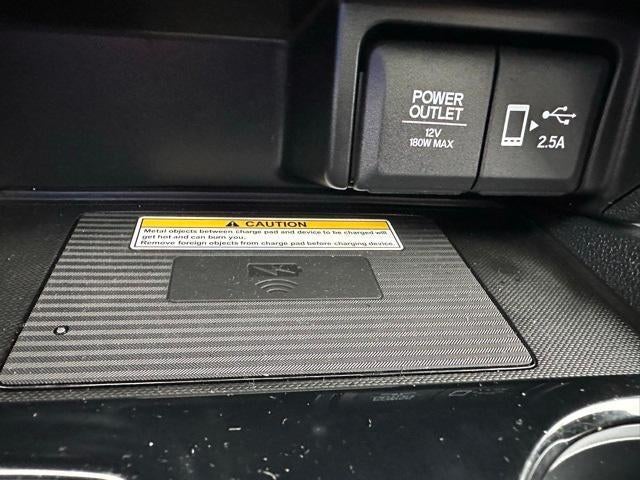 POWER
OUTLET
12V
180W MAX
2.5A
CAUTION
Metal objects between charge pad and device to be charged will
get hot and can burn you.
Remove foreign objects from charge pad before charging device.